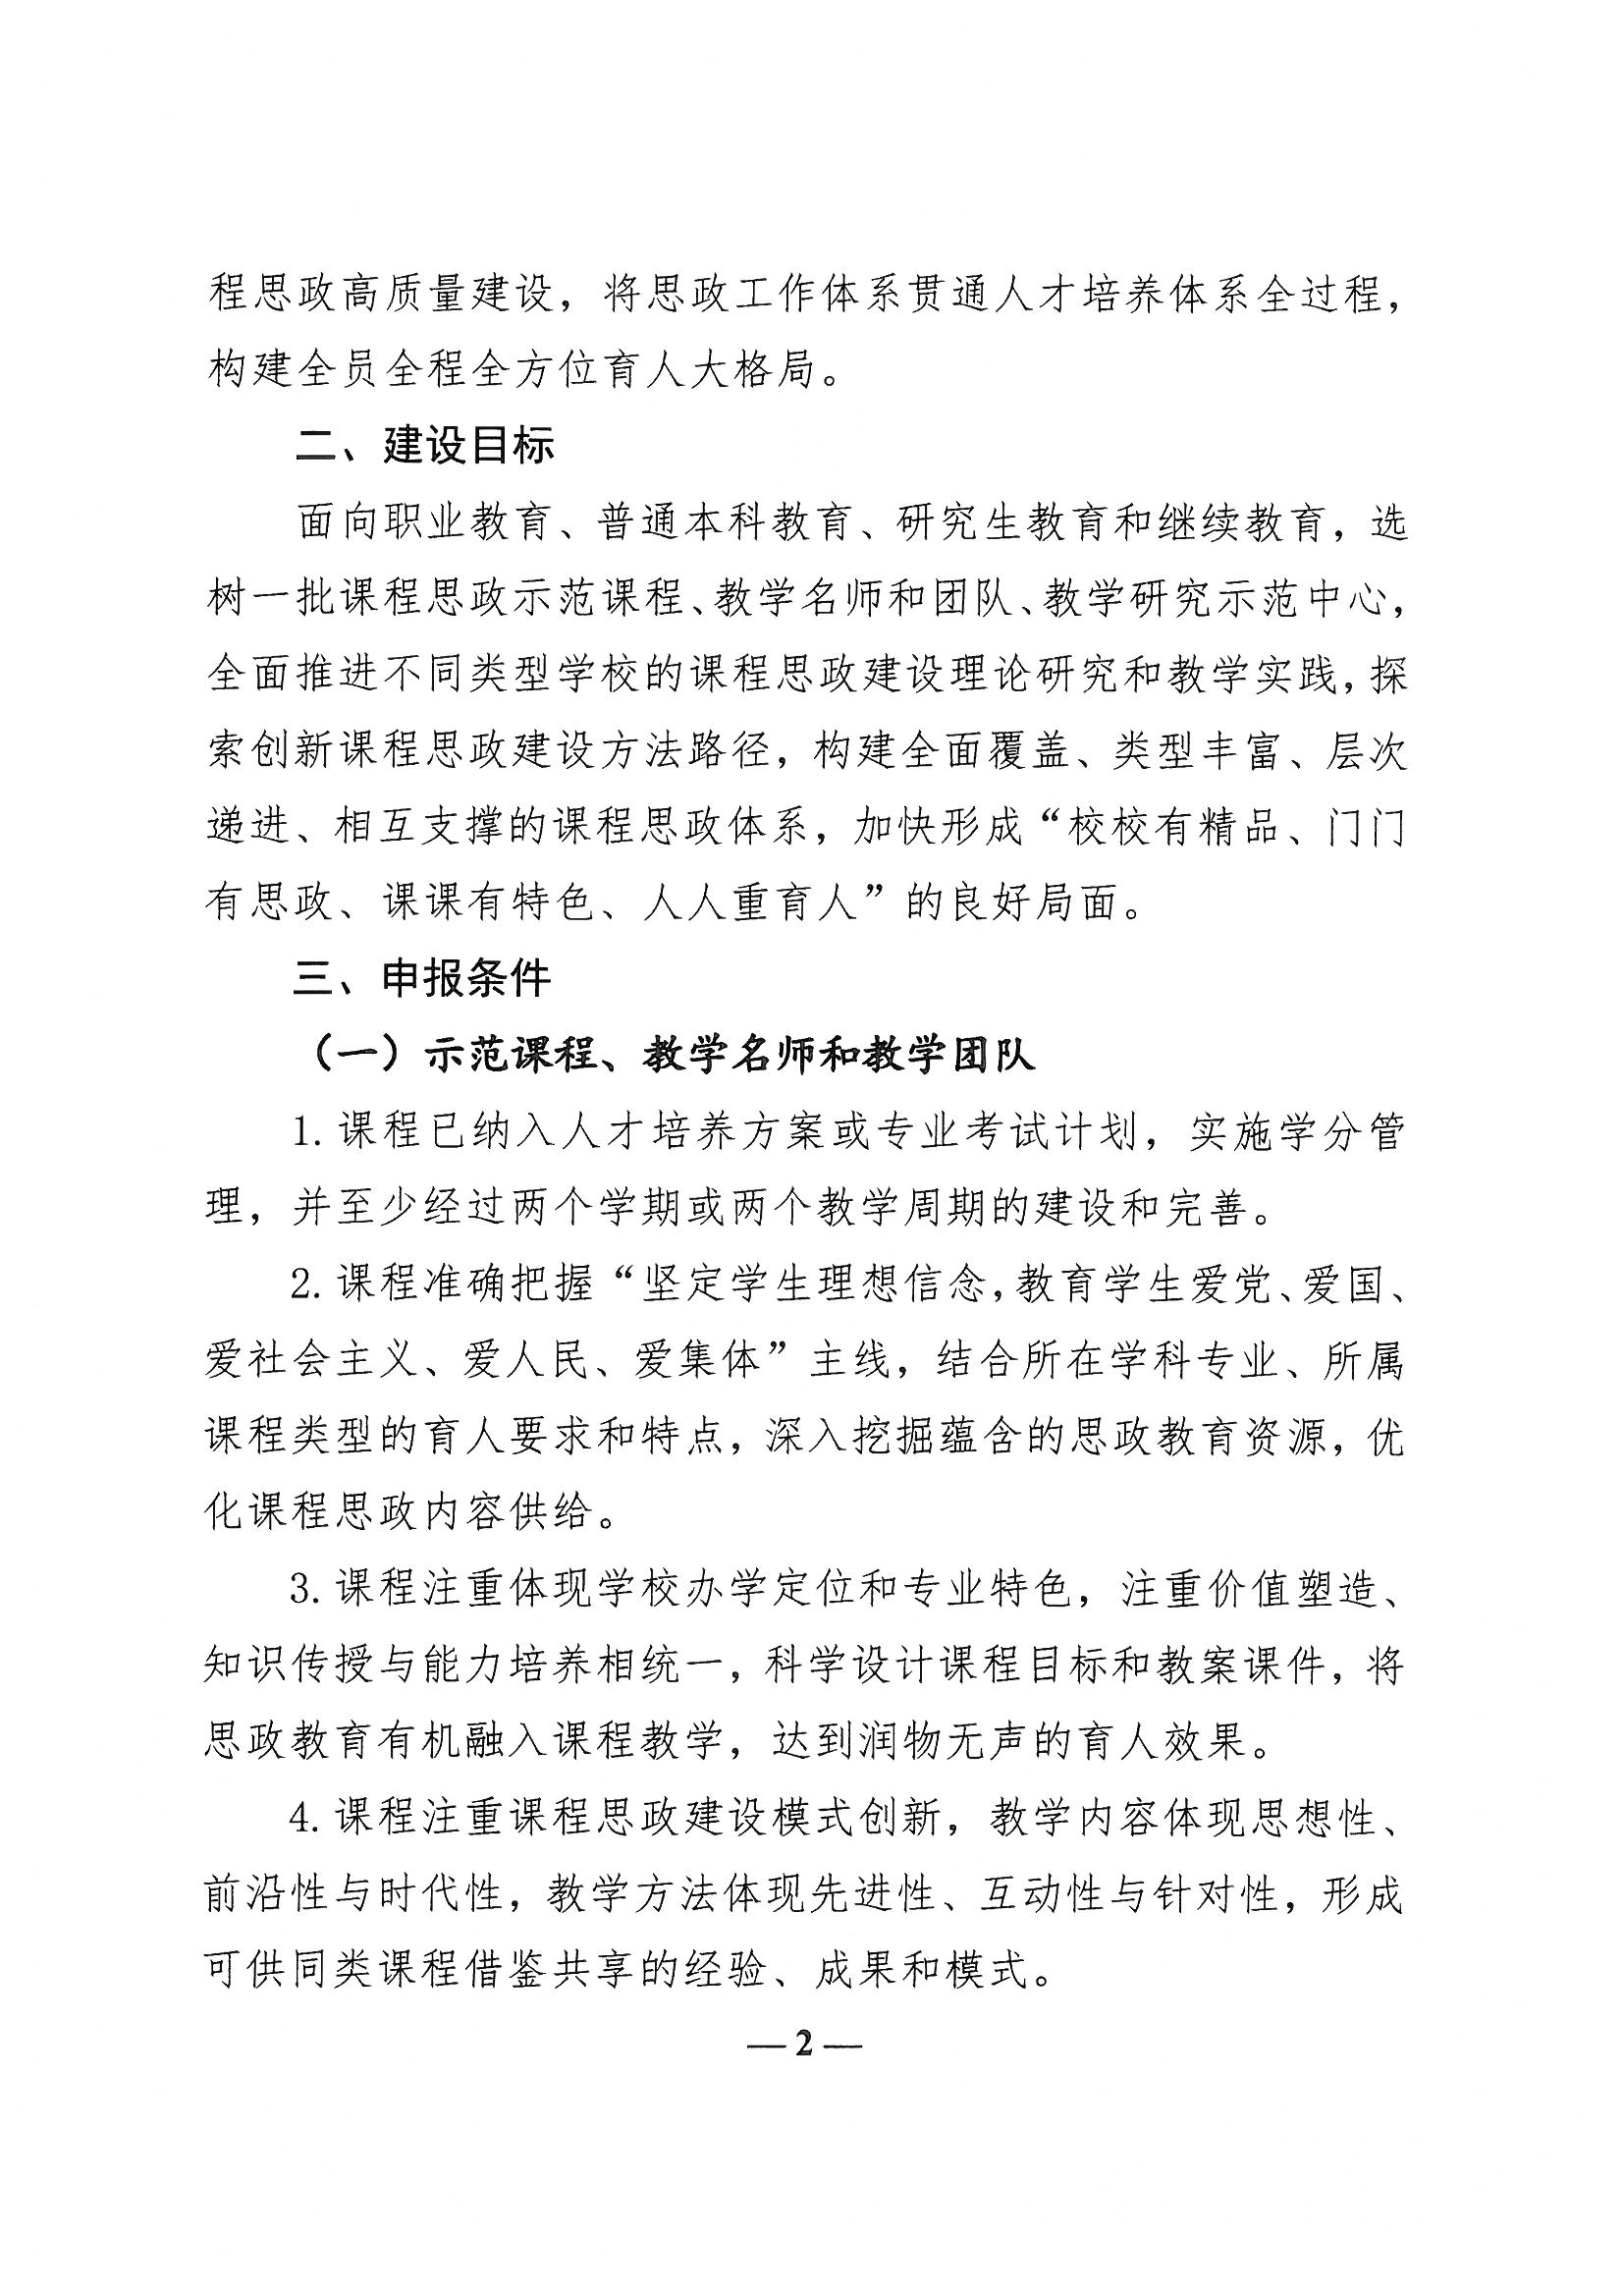 程思政高质量建设，将思政工作体系贯通人才培养体系全过程，
构建全员全程全方位育人大格局。
二、建设目标
面向职业教育、普通本科教育、研究生教育和继续教育，选
树一批课程思政示范课程、教学名师和团队、教学研究示范中心，
全面推进不同类型学校的课程思政建设理论研究和教学实践，探
索创新课程思政建设方法路径，构建全面覆盖、类型丰富、层次
递进、相互支撑的课程思政体系，加快形成“校校有精品、门门
有思政、课课有特色、人人重育人”的良好局面。
三、申报条件
（一）示范课程、教学名师和教学团队
1. 课程已纳入人才培养方案或专业考试计划，实施学分管
理，并至少经过两个学期或两个教学周期的建设和完善。
2. 课程准确把握“坚定学生理想信念，教育学生爱党、爱国、
爱社会主义、爱人民、爱集体”主线，结合所在学科专业、所属
课程类型的育人要求和特点，深入挖掘蕴含的思政教育资源，优
化课程思政内容供给。
3. 课程注重体现学校办学定位和专业特色，注重价值塑造、
知识传授与能力培养相统一，科学设计课程目标和教案课件，将
思政教育有机融入课程教学，达到润物无声的育人效果。
4. 课程注重课程思政建设模式创新，教学内容体现思想性、
前沿性与时代性，教学方法体现先进性、互动性与针对性，形成
可供同类课程借鉴共享的经验、成果和模式。
— 2 —